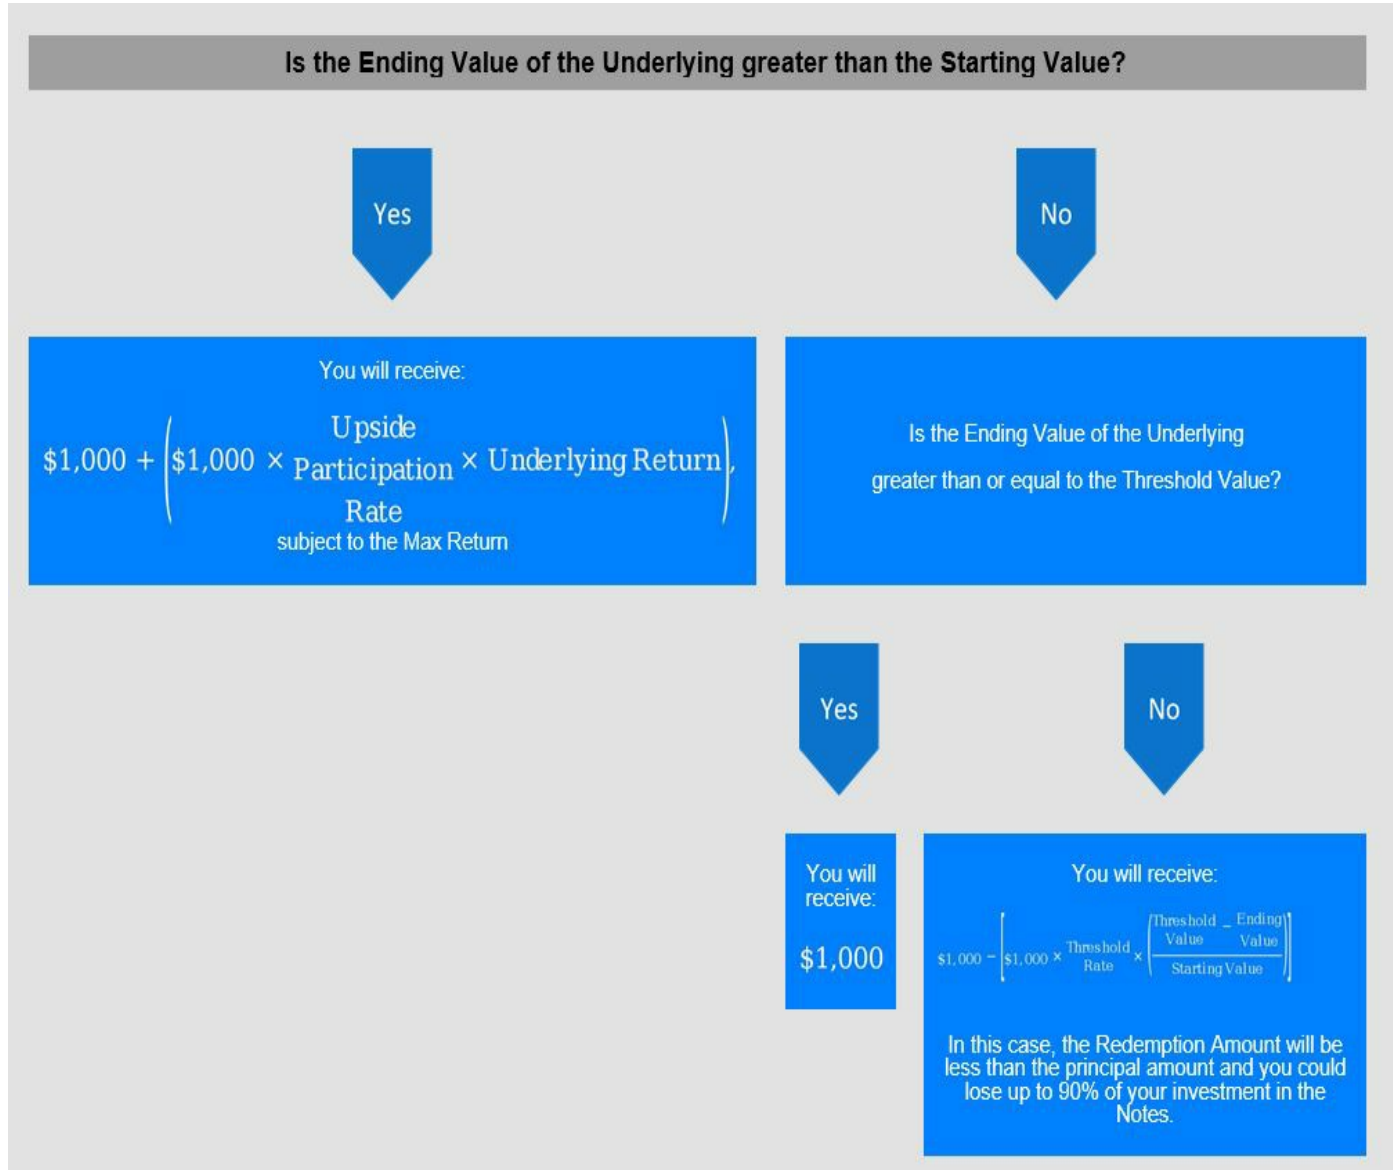 Is the Ending Value of the Underlying greater than the Starting Value?
Yes
No
You will receive:
$1,000 + ($1,000 × Upside Participation Rate × Underlying Return),
subject to the Max Return
Is the Ending Value of the Underlying
greater than or equal to the Threshold Value?
Yes
No
You will
receive:
$1,000
You will receive:
$1,000 − [$1,000 × Threshold Rate × ((Threshold Value − Ending Value) / Starting Value)]
In this case, the Redemption Amount will be
less than the principal amount and you could
lose up to 90% of your investment in the
Notes.